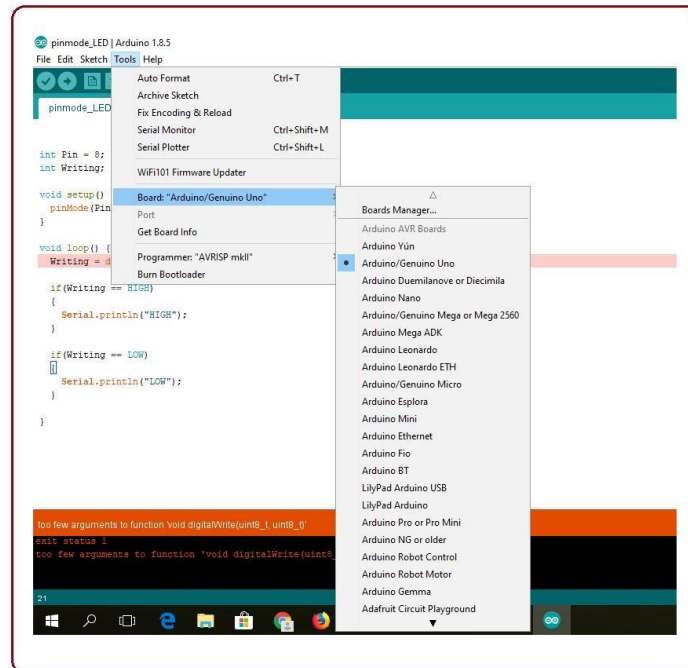 pinmode_LED | Arduino 1.8.5
File Edit Sketch Tools Help
pinmode_LED
Auto Format Ctrl+T
Archive Sketch
Fix Encoding & Reload
Serial Monitor Ctrl+Shift+M
Serial Plotter Ctrl+Shift+L
WiFi101 Firmware Updater
Board: "Arduino/Genuino Uno"
Port
Get Board Info
Programmer: "AVRISP mkII"
Burn Bootloader
Boards Manager...
Arduino AVR Boards
Arduino Yún
Arduino/Genuino Uno
Arduino Duemilanove or Diecimila
Arduino Nano
Arduino/Genuino Mega or Mega 2560
Arduino Mega ADK
Arduino Leonardo
Arduino Leonardo ETH
Arduino/Genuino Micro
Arduino Esplora
Arduino Mini
Arduino Ethernet
Arduino Fio
Arduino BT
LilyPad Arduino USB
LilyPad Arduino
Arduino Pro or Pro Mini
Arduino NG or older
Arduino Robot Control
Arduino Robot Motor
Arduino Gemma
Adafruit Circuit Playground
int Pin = 8;
int Writing;
void setup()
pinMode(Pin
}
void loop() {
Writing = d
if(Writing == HIGH)
{
Serial.println("HIGH");
}
if(Writing == LOW)
{
Serial.println("LOW");
}
}
too few arguments to function 'void digitalWrite(uint8_t, uint8_t)'
exit status 1
too few arguments to function 'void digitalWrite(uint8_
21